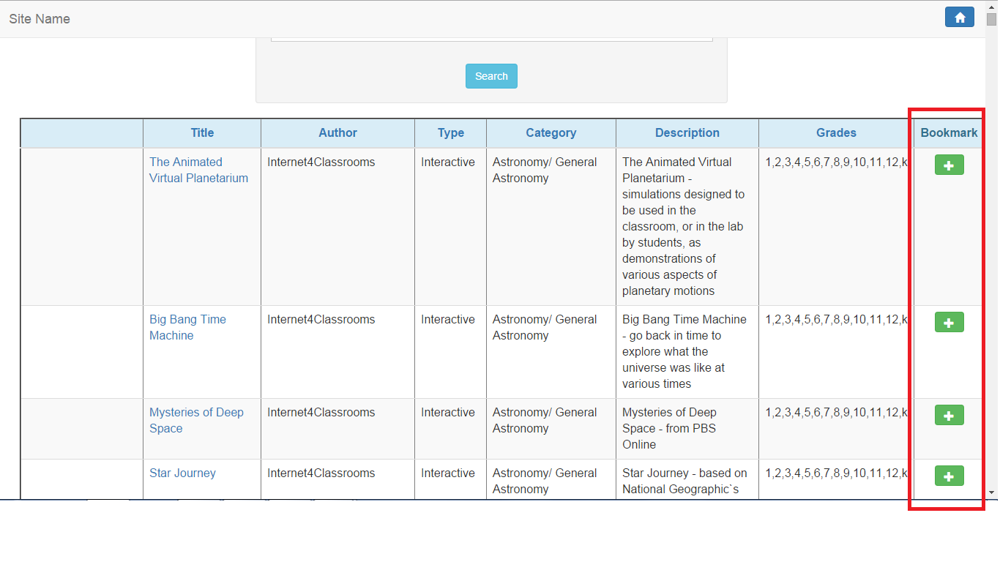 Site Name
Search
Title Author Type Category Description Grades Bookmark
The Animated Internet4Classrooms Interactive Astronomy/ General The Animated Virtual 1,2,3,4,5,6,7,8,9,10,11,12,k
Virtual Planetarium Astronomy Planetarium -
simulations designed to
be used in the
classroom, or in the lab
by students, as
demonstrations of
various aspects of
planetary motions
Big Bang Time Internet4Classrooms Interactive Astronomy/ General Big Bang Time Machine 1,2,3,4,5,6,7,8,9,10,11,12,k
Machine Astronomy - go back in time to
explore what the
universe was like at
various times
Mysteries of Deep Internet4Classrooms Interactive Astronomy/ General Mysteries of Deep 1,2,3,4,5,6,7,8,9,10,11,12,k
Space Astronomy Space - from PBS
Online
Star Journey Internet4Classrooms Interactive Astronomy/ General Star Journey - based on 1,2,3,4,5,6,7,8,9,10,11,12,k
Astronomy National Geographic`s